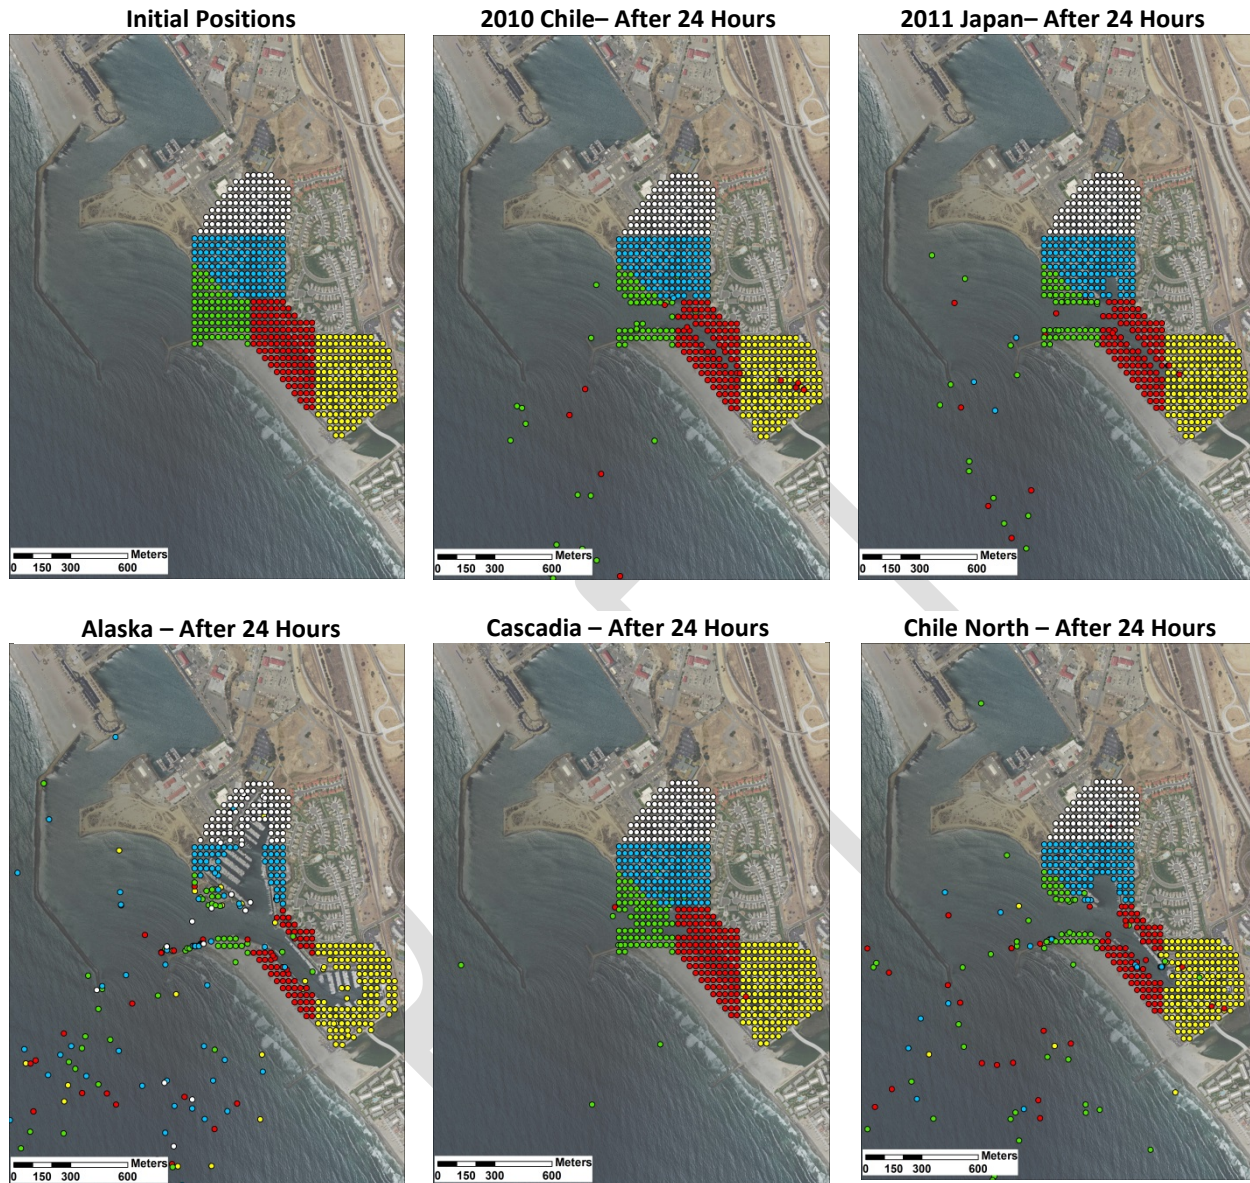 Initial Positions
2010 Chile– After 24 Hours
2011 Japan– After 24 Hours
Meters
0 150 300 600
Meters
0 150 300 600
Meters
0 150 300 600
Alaska – After 24 Hours
Cascadia – After 24 Hours
Chile North – After 24 Hours
Meters
0 150 300 600
Meters
0 150 300 600
Meters
0 150 300 600